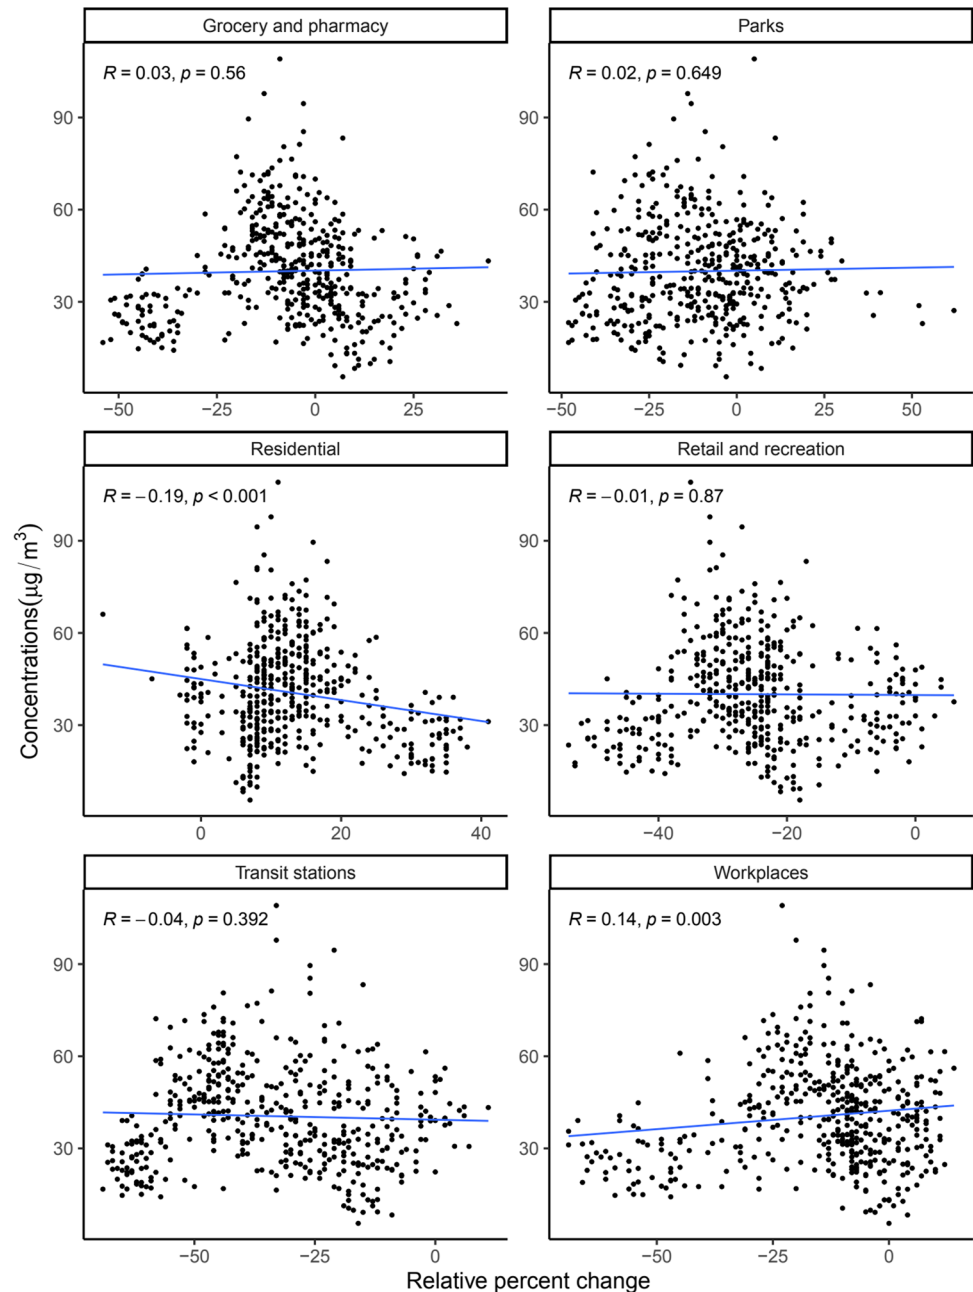 Grocery and pharmacy
Parks
R = 0.03, p = 0.56
R = 0.02, p = 0.649
90
60
30
90
60
30
−50 −25 0 25
−50 −25 0 25 50
Residential
Retail and recreation
R = −0.19, p < 0.001
R = −0.01, p = 0.87
90
60
30
90
60
30
Concentrations(μg/m³)
0 20 40
−40 −20 0
Transit stations
Workplaces
R = −0.04, p = 0.392
R = 0.14, p = 0.003
90
60
30
90
60
30
−50 −25 0
−50 −25 0
Relative percent change